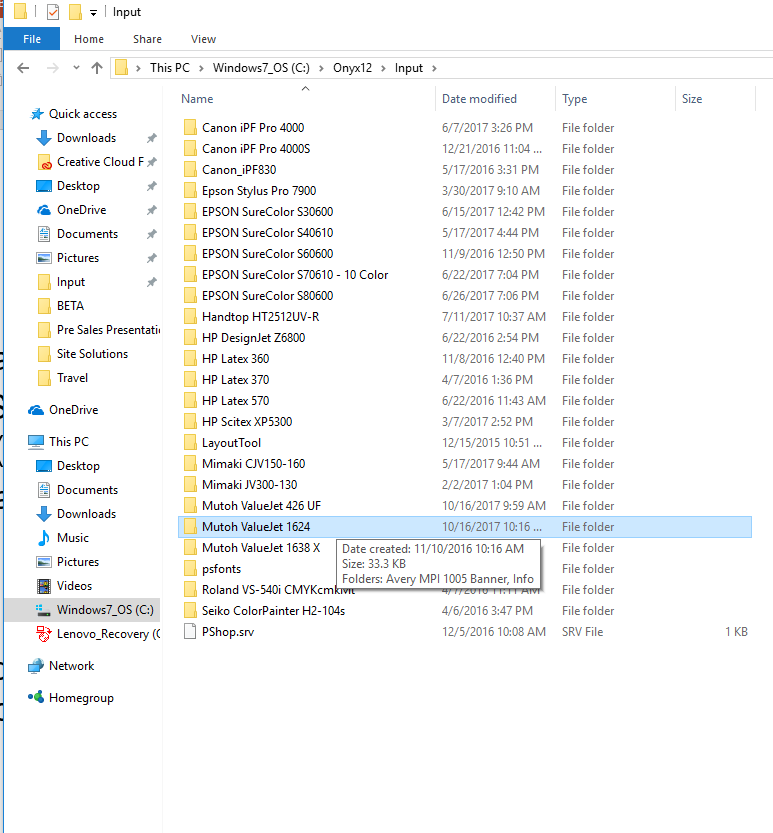 Input
File Home Share View
This PC Windows7_OS (C:) Onyx12 Input
Name Date modified Type Size
Quick access
Downloads
Creative Cloud F
Desktop
OneDrive
Documents
Pictures
Input
BETA
Pre Sales Presentatio
Site Solutions
Travel
OneDrive
This PC
Desktop
Documents
Downloads
Music
Pictures
Videos
Windows7_OS (C:)
Lenovo_Recovery (
Network
Homegroup
Canon iPF Pro 4000 6/7/2017 3:26 PM File folder
Canon iPF Pro 4000S 12/21/2016 11:04 ... File folder
Canon_iPF830 5/17/2016 3:31 PM File folder
Epson Stylus Pro 7900 3/30/2017 9:10 AM File folder
EPSON SureColor S30600 6/15/2017 12:42 PM File folder
EPSON SureColor S40610 5/17/2017 4:44 PM File folder
EPSON SureColor S60600 11/9/2016 12:50 PM File folder
EPSON SureColor S70610 - 10 Color 6/22/2017 7:04 PM File folder
EPSON SureColor S80600 6/26/2017 7:06 PM File folder
Handtop HT2512UV-R 7/11/2017 10:37 AM File folder
HP DesignJet Z6800 6/22/2016 2:54 PM File folder
HP Latex 360 11/8/2016 12:40 PM File folder
HP Latex 370 4/7/2016 1:36 PM File folder
HP Latex 570 6/22/2016 11:43 AM File folder
HP Scitex XP5300 3/7/2017 2:52 PM File folder
LayoutTool 12/15/2015 10:51 ... File folder
Mimaki CJV150-160 5/17/2017 9:44 AM File folder
Mimaki JV300-130 2/2/2017 1:04 PM File folder
Mutoh ValueJet 426 UF 10/16/2017 9:59 AM File folder
Mutoh ValueJet 1624 10/16/2017 10:16 ... File folder
Mutoh ValueJet 1638 X File folder
Date created: 11/10/2016 10:16 AM
Size: 33.3 KB
Folders: Avery MPI 1005 Banner, Info
psfonts File folder
Roland VS-540i CMYKcmklvlt 4/7/2016 11:11 AM File folder
Seiko ColorPainter H2-104s 4/6/2016 3:47 PM File folder
PShop.srv 12/5/2016 10:08 AM SRV File 1 KB